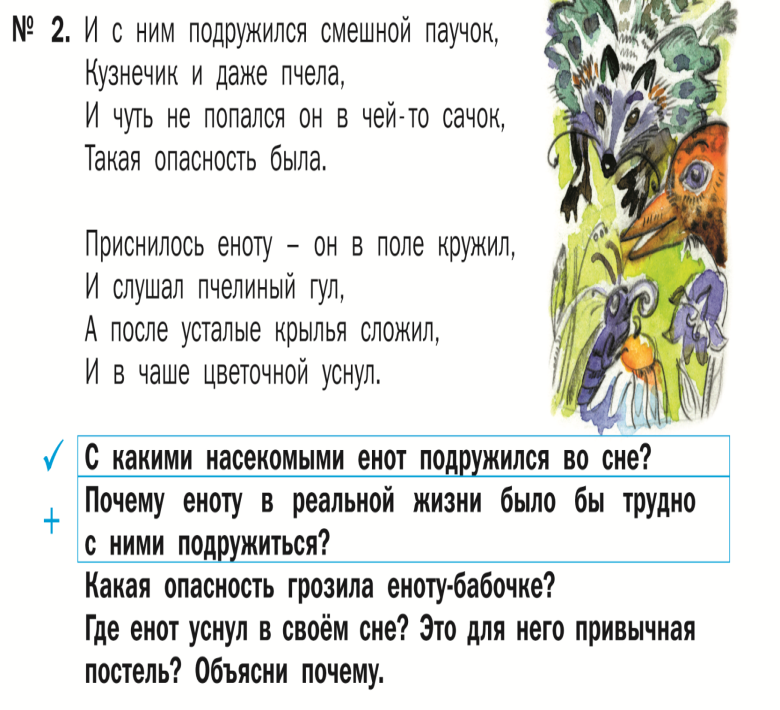 № 2. И с ним подружился смешной паучок,
Кузнечик и даже пчела,
И чуть не попался он в чей-то сачок,
Такая опасность была.
Приснилось еноту – он в поле кружил,
И слушал пчелиный гул,
А после усталые крылья сложил,
И в чаше цветочной уснул.
✓ С какими насекомыми енот подружился во сне?
+ Почему еноту в реальной жизни было бы трудно
с ними подружиться?
Какая опасность грозила еноту-бабочке?
Где енот уснул в своём сне? Это для него привычная
постель? Объясни почему.